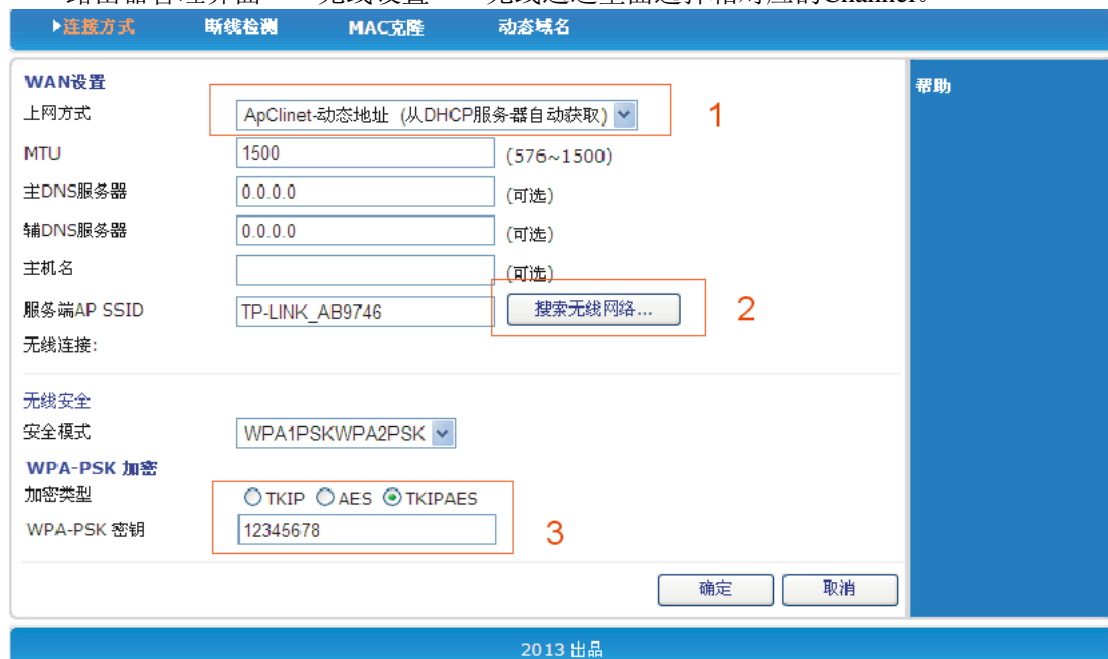 ▶连接方式 断线检测 MAC克隆 动态域名
WAN设置
帮助
上网方式 ApClinet-动态地址 (从DHCP服务器自动获取) 1
MTU 1500 (576~1500)
主DNS服务器 0.0.0.0 (可选)
辅DNS服务器 0.0.0.0 (可选)
主机名 (可选)
服务端AP SSID TP-LINK_AB9746 搜索无线网络... 2
无线连接:
无线安全
安全模式 WPA1PSKWPA2PSK
WPA-PSK 加密
加密类型 TKIP AES TKIPAES
WPA-PSK 密钥 12345678 3
确定 取消
2013 出品